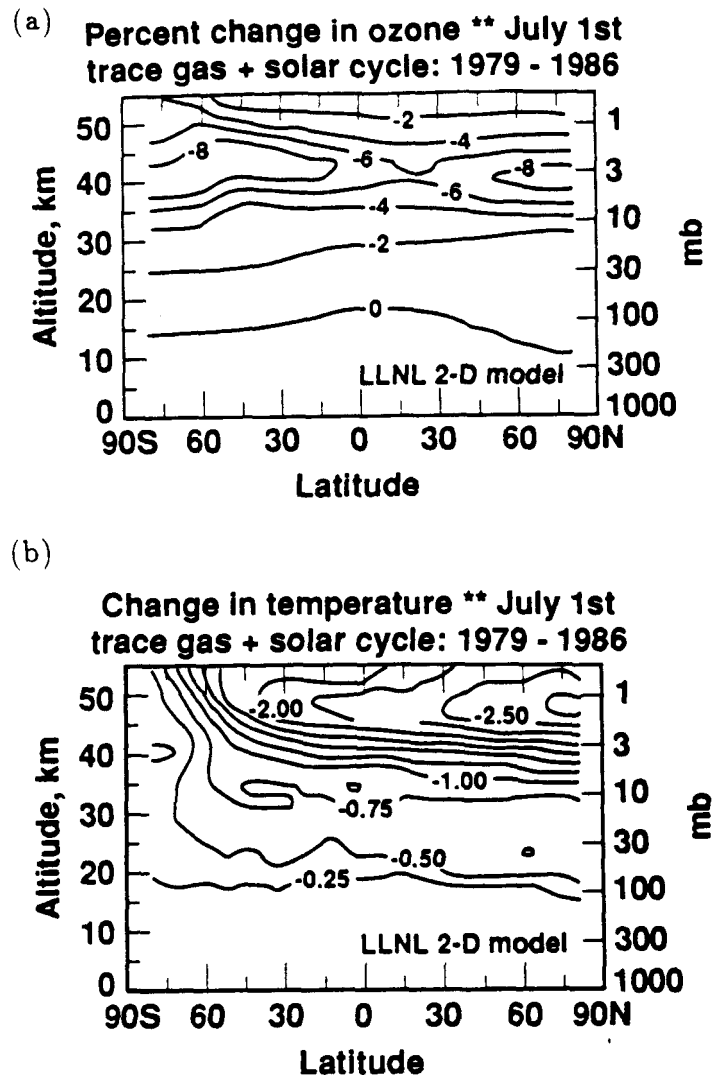 (a)
Percent change in ozone ** July 1st
trace gas + solar cycle: 1979 - 1986
50
40
30
20
10
0
Altitude, km
-2
-4
-8
-6
-8
-6
-4
-2
0
LLNL 2-D model
1
3
10
30
100
300
1000
mb
90S 60 30 0 30 60 90N
Latitude
(b)
Change in temperature ** July 1st
trace gas + solar cycle: 1979 - 1986
50
40
30
20
10
0
Altitude, km
-2.00
-2.50
-1.00
-0.75
-0.50
-0.25
LLNL 2-D model
1
3
10
30
100
300
1000
mb
90S 60 30 0 30 60 90N
Latitude